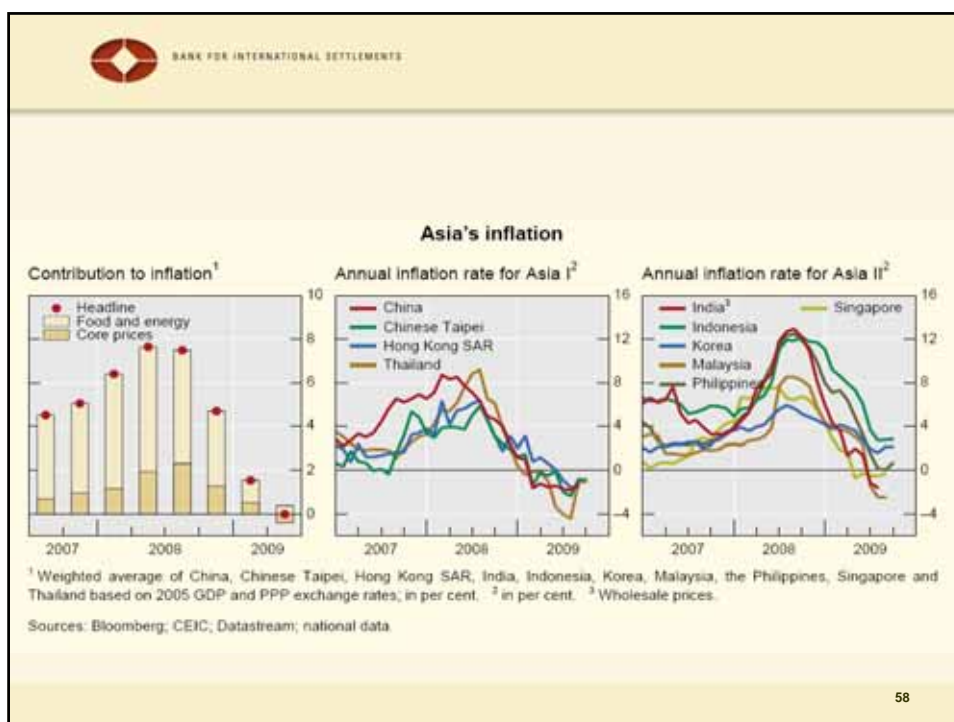 BANK FOR INTERNATIONAL SETTLEMENTS
Asia's inflation
Contribution to inflation¹
10
Headline
Food and energy
Core prices
8
6
4
2
0
2007 2008 2009
Annual inflation rate for Asia I²
16
China
Chinese Taipei
Hong Kong SAR
Thailand
12
8
4
0
–4
2007 2008 2009
Annual inflation rate for Asia II²
16
India³ Singapore
Indonesia
Korea
Malaysia
Philippines
12
8
4
0
–4
2007 2008 2009
¹ Weighted average of China, Chinese Taipei, Hong Kong SAR, India, Indonesia, Korea, Malaysia, the Philippines, Singapore and
Thailand based on 2005 GDP and PPP exchange rates; in per cent. ² in per cent. ³ Wholesale prices.
Sources: Bloomberg; CEIC; Datastream; national data.
58